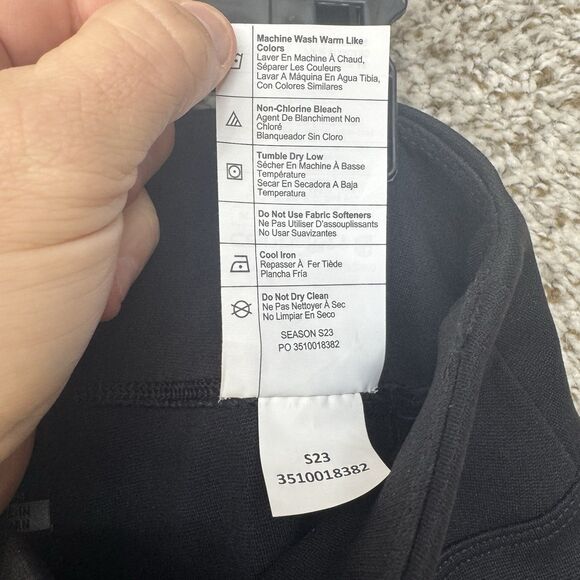 Machine Wash Warm Like
Colors
Laver En Machine À Chaud,
Séparer Les Couleurs
Lavar A Máquina En Agua Tibia,
Con Colores Similares
Non-Chlorine Bleach
Agent De Blanchiment Non
Chloré
Blanqueador Sin Cloro
Tumble Dry Low
Sécher En Machine À Basse
Température
Secar En Secadora A Baja
Temperatura
Do Not Use Fabric Softeners
Ne Pas Utiliser D'assouplissants
No Usar Suavizantes
Cool Iron
Repasser À Fer Tiède
Plancha Fría
Do Not Dry Clean
Ne Pas Nettoyer À Sec
No Limpiar En Seco
SEASON S23
PO 3510018382
S23
3510018382